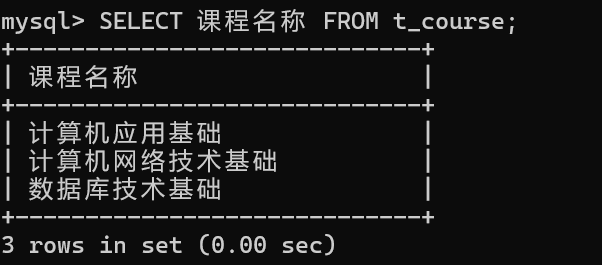 mysql> SELECT 课程名称 FROM t_course;
+------------------------------+
| 课程名称                     |
+------------------------------+
| 计算机应用基础               |
| 计算机网络技术基础           |
| 数据库技术基础               |
+------------------------------+
3 rows in set (0.00 sec)